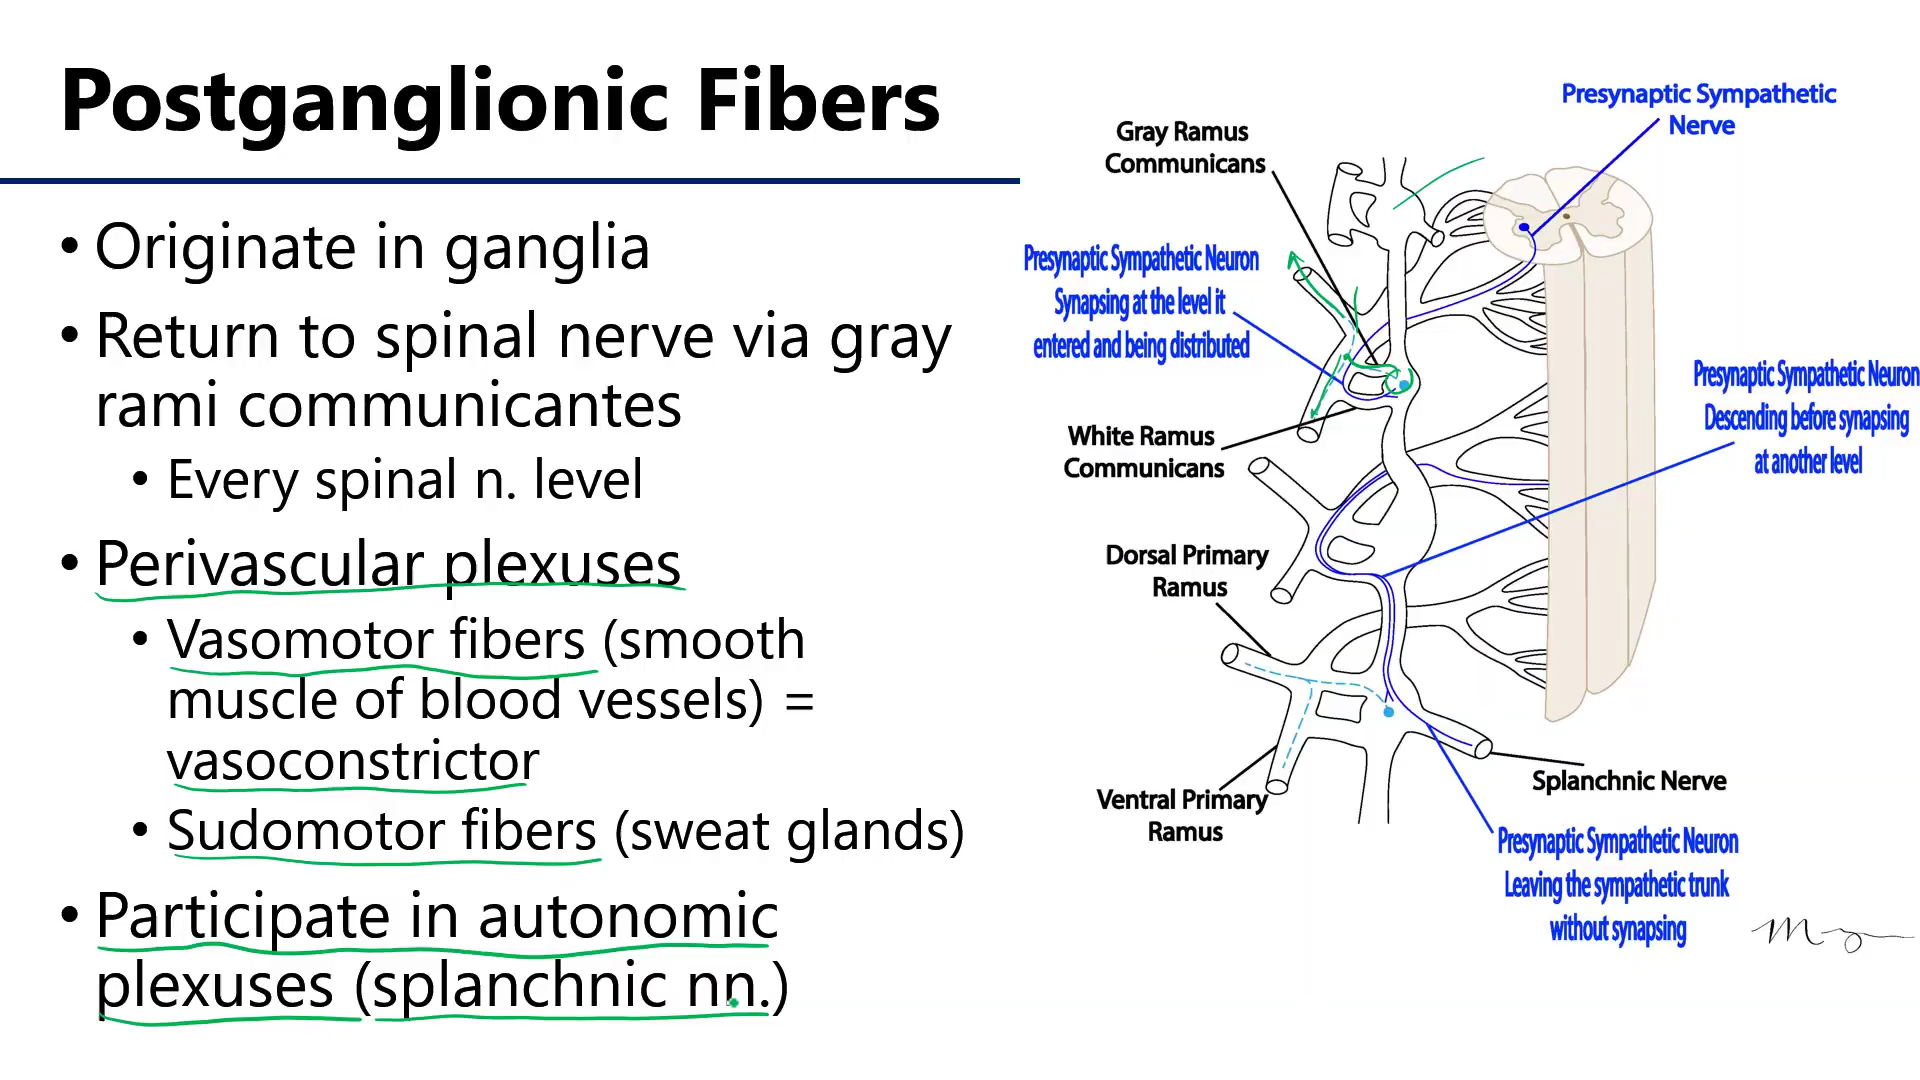 Postganglionic Fibers
• Originate in ganglia
• Return to spinal nerve via gray
rami communicantes
• Every spinal n. level
• Perivascular plexuses
• Vasomotor fibers (smooth
muscle of blood vessels) =
vasoconstrictor
• Sudomotor fibers (sweat glands)
• Participate in autonomic
plexuses (splanchnic nn.)
Presynaptic Sympathetic
Nerve
Gray Ramus
Communicans
Presynaptic Sympathetic Neuron
Synapsing at the level it
entered and being distributed
Presynaptic Sympathetic Neuron
Descending before synapsing
at another level
White Ramus
Communicans
Dorsal Primary
Ramus
Ventral Primary
Ramus
Splanchnic Nerve
Presynaptic Sympathetic Neuron
Leaving the sympathetic trunk
without synapsing